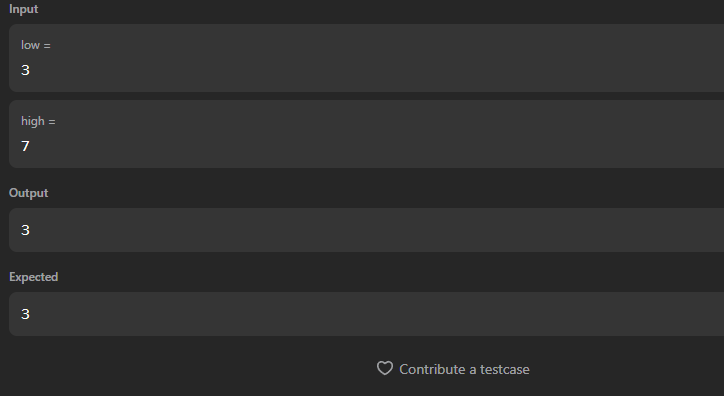 Input
low =
3
high =
7
Output
3
Expected
3
Contribute a testcase